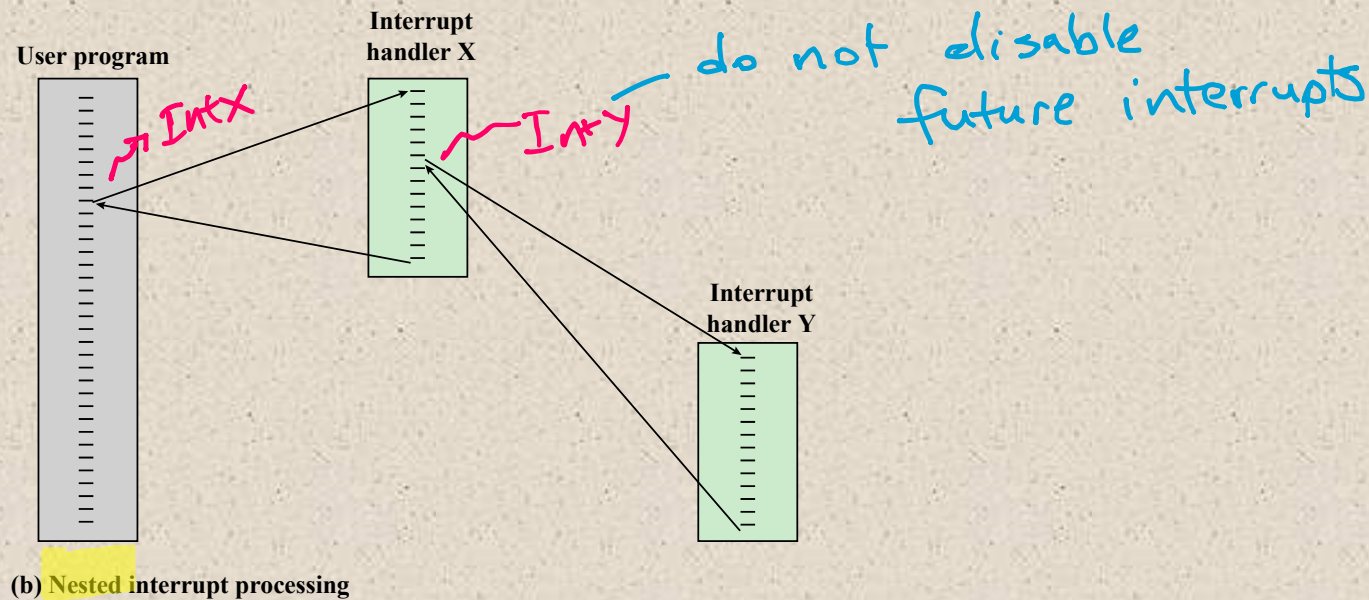 Interrupt
handler X
User program
do not disable
future interrupts
Int X
Int Y
Interrupt
handler Y
(b) Nested interrupt processing